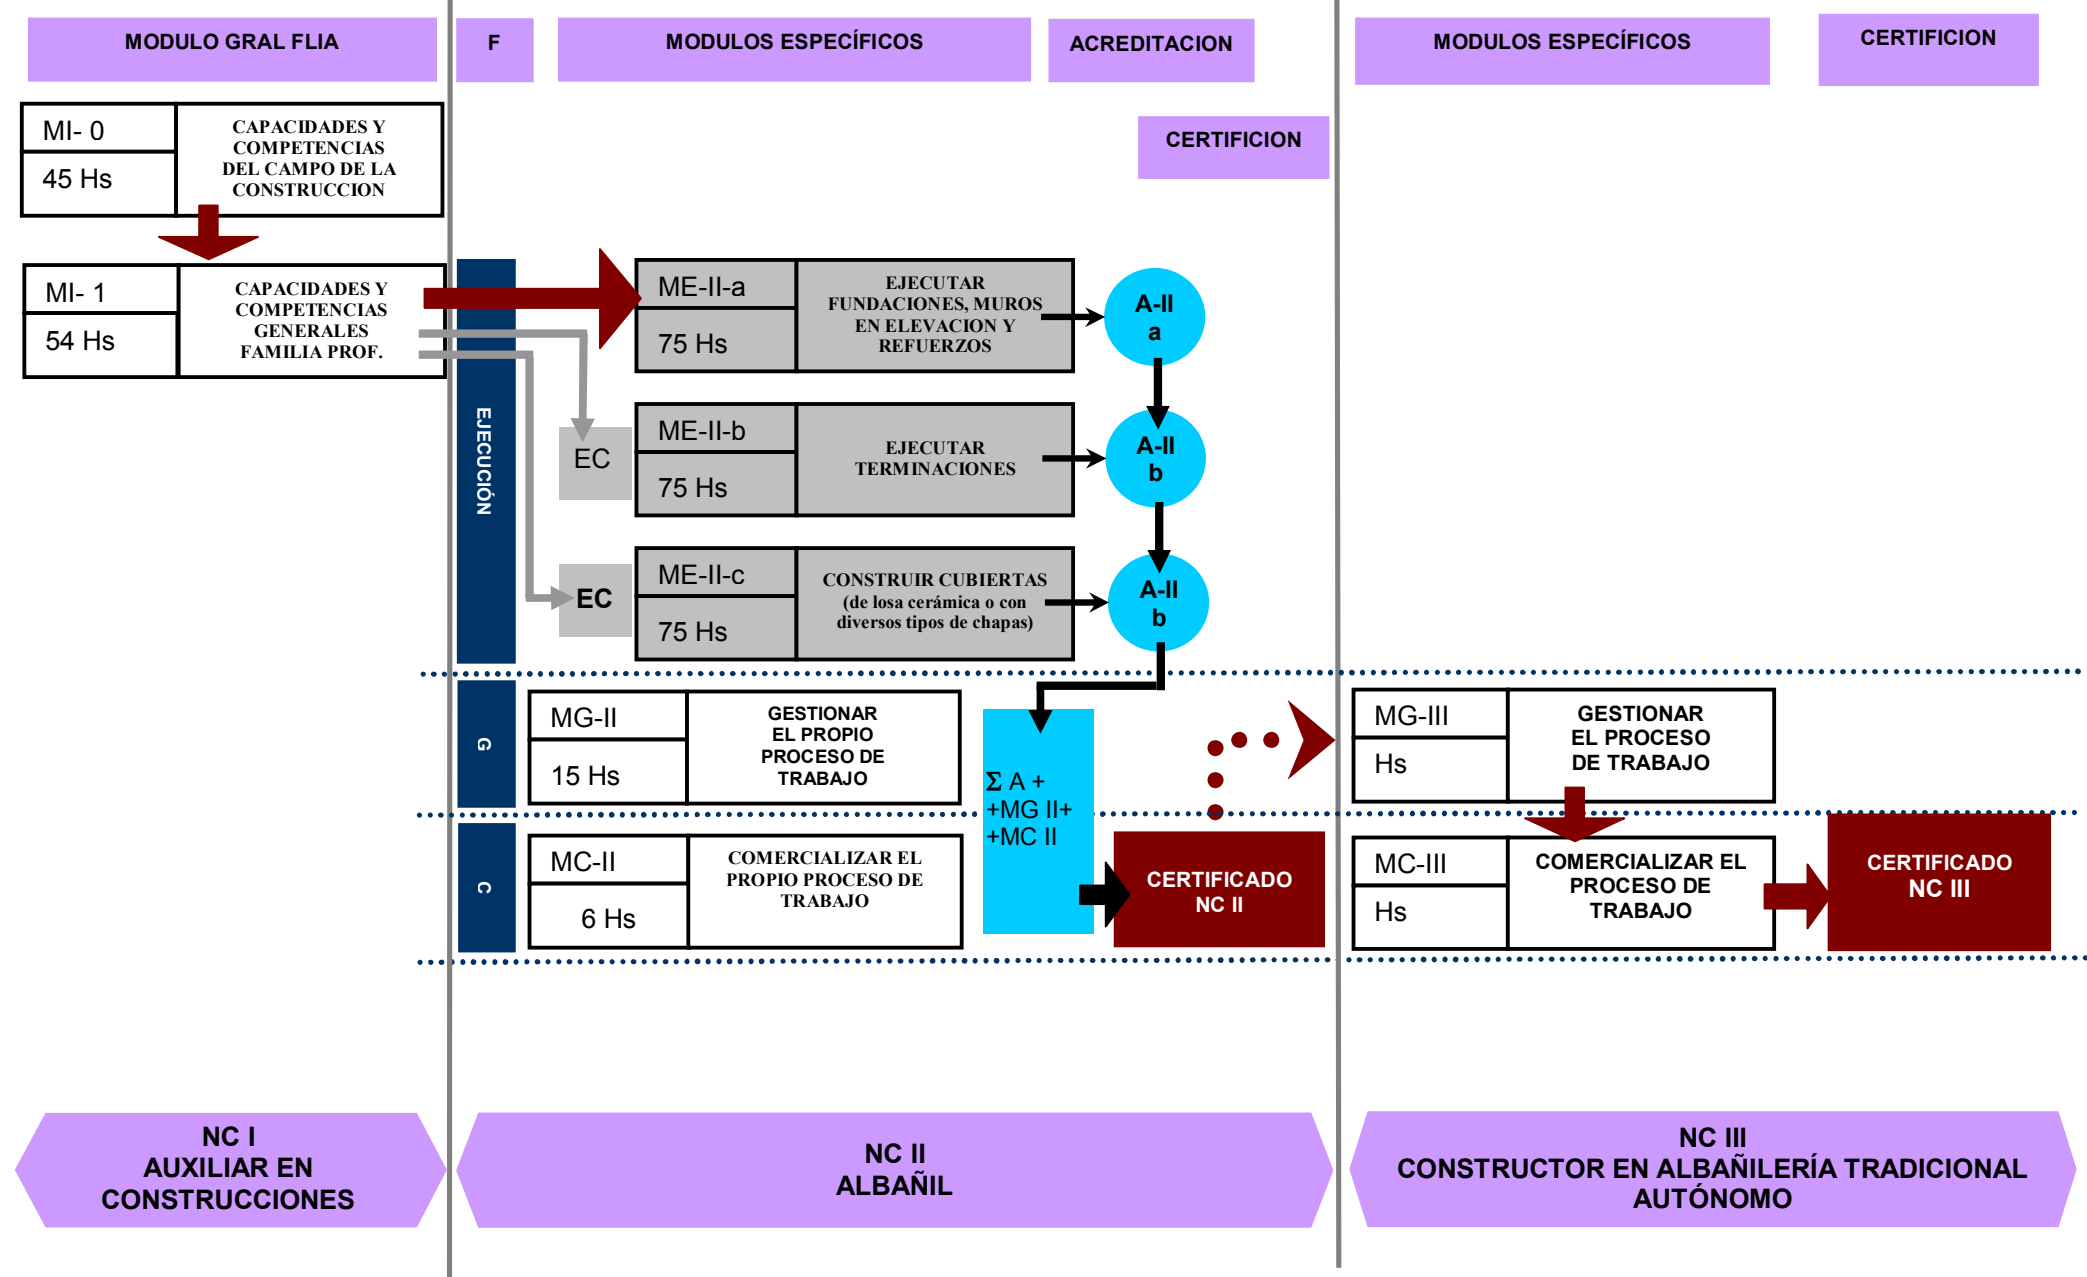 MODULO GRAL FLIA
F
MODULOS ESPECÍFICOS
ACREDITACION
MODULOS ESPECÍFICOS
CERTIFICION
CERTIFICION
MI- 0
45 Hs
CAPACIDADES Y
COMPETENCIAS
DEL CAMPO DE LA
CONSTRUCCION
MI- 1
54 Hs
CAPACIDADES Y
COMPETENCIAS
GENERALES
FAMILIA PROF.
EJECUCIÓN
ME-II-a
75 Hs
EJECUTAR
FUNDACIONES, MUROS
EN ELEVACION Y
REFUERZOS
A-II
a
EC
ME-II-b
75 Hs
EJECUTAR
TERMINACIONES
A-II
b
EC
ME-II-c
75 Hs
CONSTRUIR CUBIERTAS
(de losa cerámica o con
diversos tipos de chapas)
A-II
b
G
MG-II
15 Hs
GESTIONAR
EL PROPIO
PROCESO DE
TRABAJO
Σ A +
+MG II+
+MC II
MG-III
Hs
GESTIONAR
EL PROCESO
DE TRABAJO
C
MC-II
6 Hs
COMERCIALIZAR EL
PROPIO PROCESO DE
TRABAJO
CERTIFICADO
NC II
MC-III
Hs
COMERCIALIZAR EL
PROCESO DE
TRABAJO
CERTIFICADO
NC III
NC I
AUXILIAR EN
CONSTRUCCIONES
NC II
ALBAÑIL
NC III
CONSTRUCTOR EN ALBAÑILERÍA TRADICIONAL
AUTÓNOMO